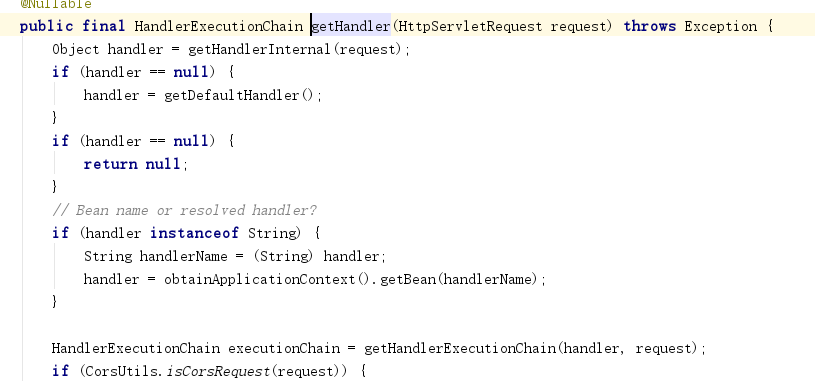 @Nullable
public final HandlerExecutionChain getHandler(HttpServletRequest request) throws Exception {
Object handler = getHandlerInternal(request);
if (handler == null) {
handler = getDefaultHandler();
}
if (handler == null) {
return null;
}
// Bean name or resolved handler?
if (handler instanceof String) {
String handlerName = (String) handler;
handler = obtainApplicationContext().getBean(handlerName);
}
HandlerExecutionChain executionChain = getHandlerExecutionChain(handler, request);
if (CorsUtils.isCorsRequest(request)) {